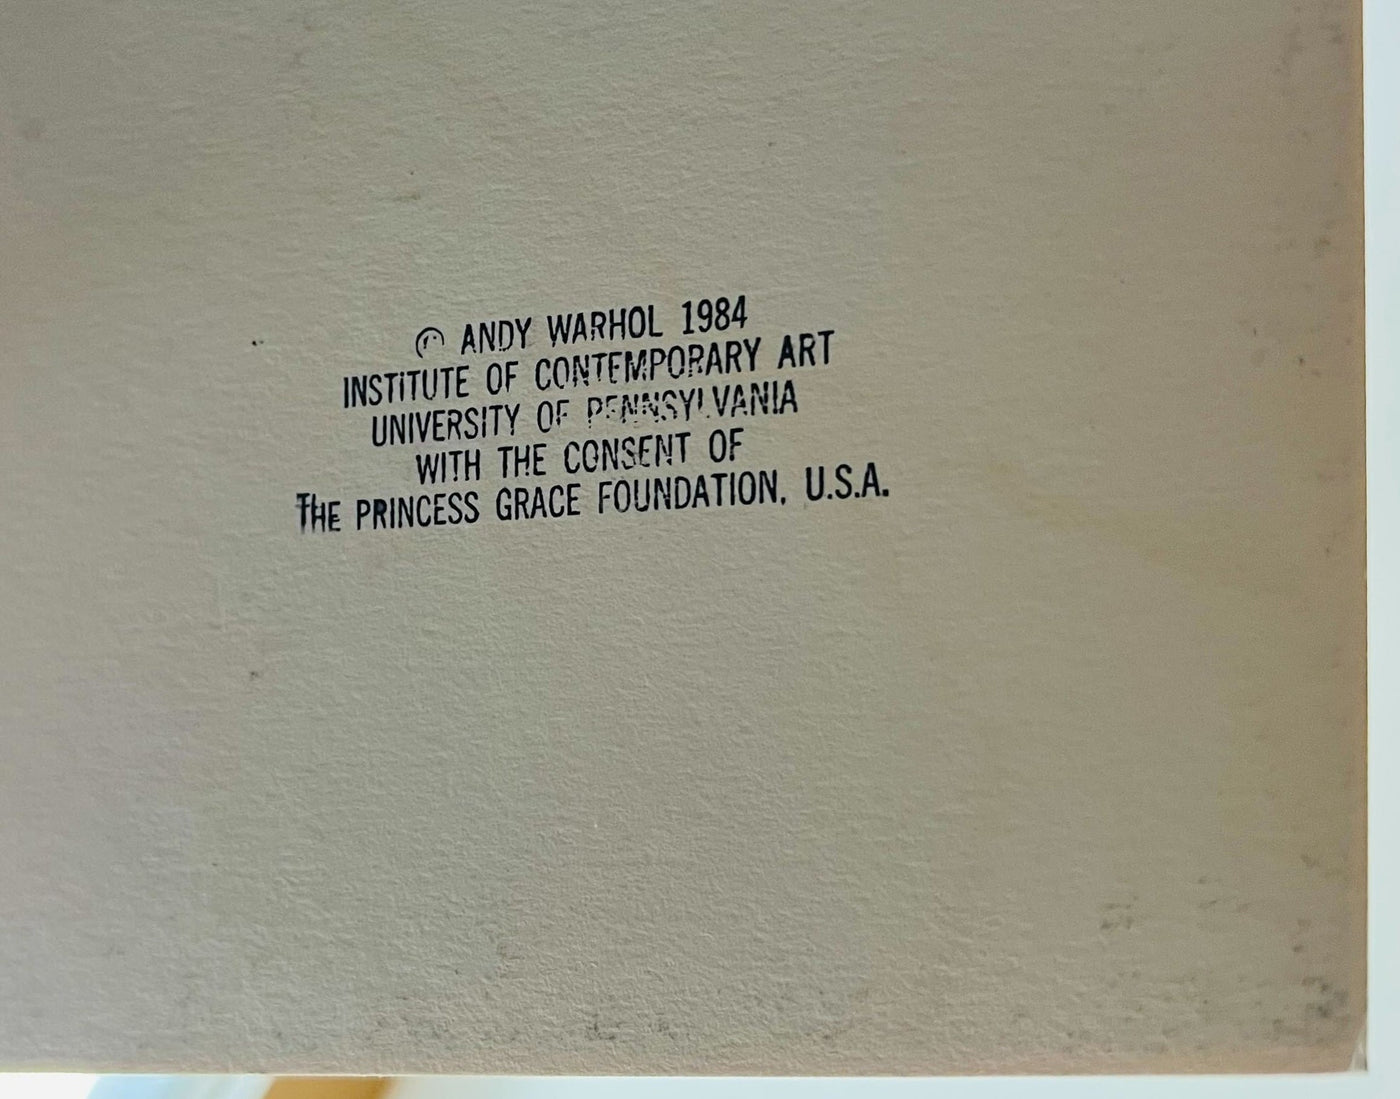 © ANDY WARHOL 1984
INSTITUTE OF CONTEMPORARY ART
UNIVERSITY OF PENNSYLVANIA
WITH THE CONSENT OF
THE PRINCESS GRACE FOUNDATION, U.S.A.